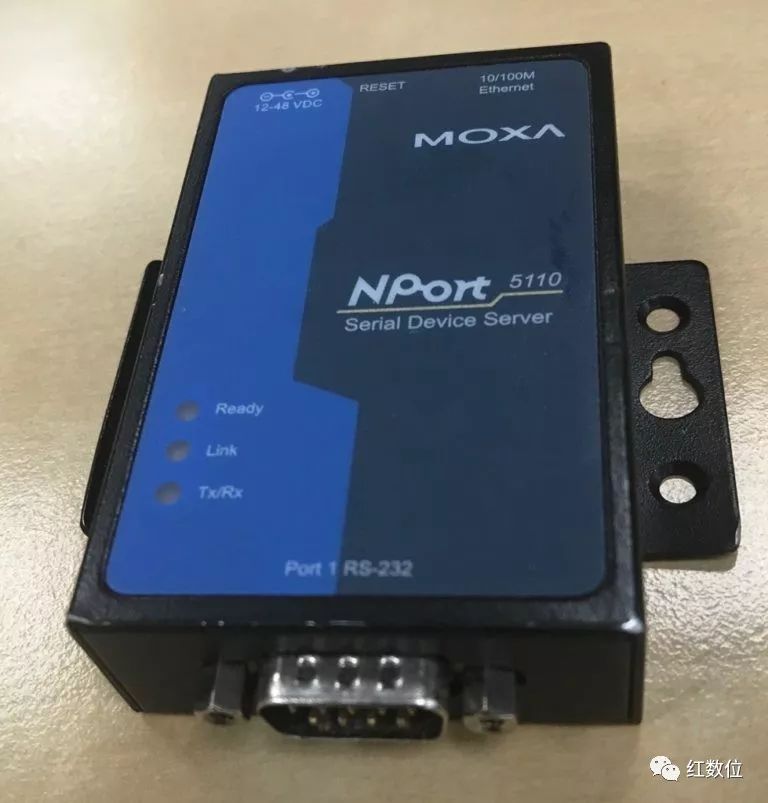 RESET
10/100M
Ethernet
12-48 VDC
MOXA
NPort 5110
Serial Device Server
Ready
Link
Tx/Rx
Port 1 RS-232
红数位